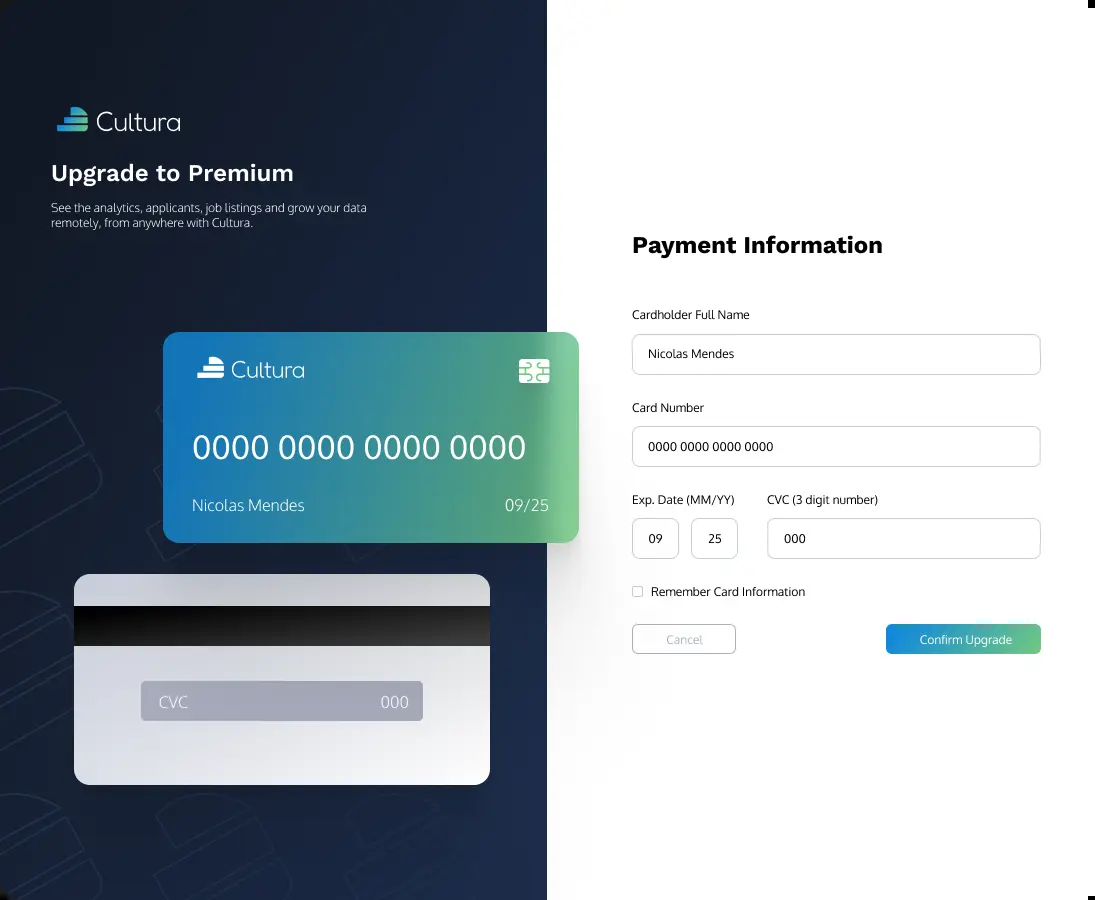 Cultura
Upgrade to Premium
See the analytics, applicants, job listings and grow your data
remotely, from anywhere with Cultura.
Cultura
0000 0000 0000 0000
Nicolas Mendes 09/25
CVC 000
Payment Information
Cardholder Full Name
Nicolas Mendes
Card Number
0000 0000 0000 0000
Exp. Date (MM/YY) CVC (3 digit number)
09 25 000
Remember Card Information
Cancel Confirm Upgrade